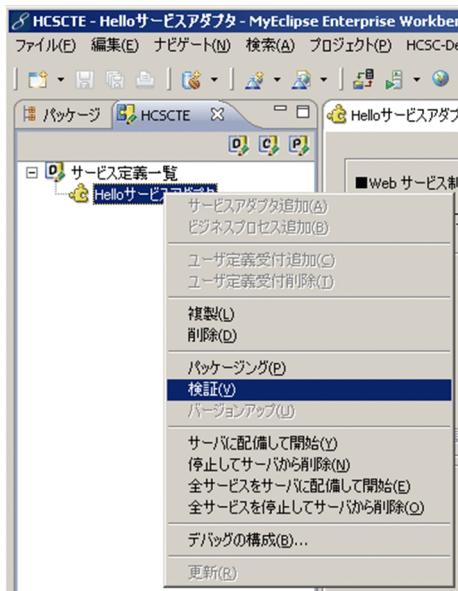 HCSCTE - Helloサービスアダプタ - MyEclipse Enterprise Workber
ファイル(F) 編集(E) ナビゲート(N) 検索(A) プロジェクト(P) HCSC-De
パッケージ HCSCTE Helloサービスアダプ
サービス定義一覧
Helloサービスアダプタ
■Web サービス制
サービスアダプタ追加(A)
ビジネスプロセス追加(B)
ユーザ定義受付追加(C)
ユーザ定義受付削除(T)
複製(L)
削除(D)
パッケージング(P)
検証(V)
バージョンアップ(U)
サーバに配備して開始(Y)
停止してサーバから削除(N)
全サービスをサーバに配備して開始(E)
全サービスを停止してサーバから削除(O)
デバッグの構成(B)...
更新(R)